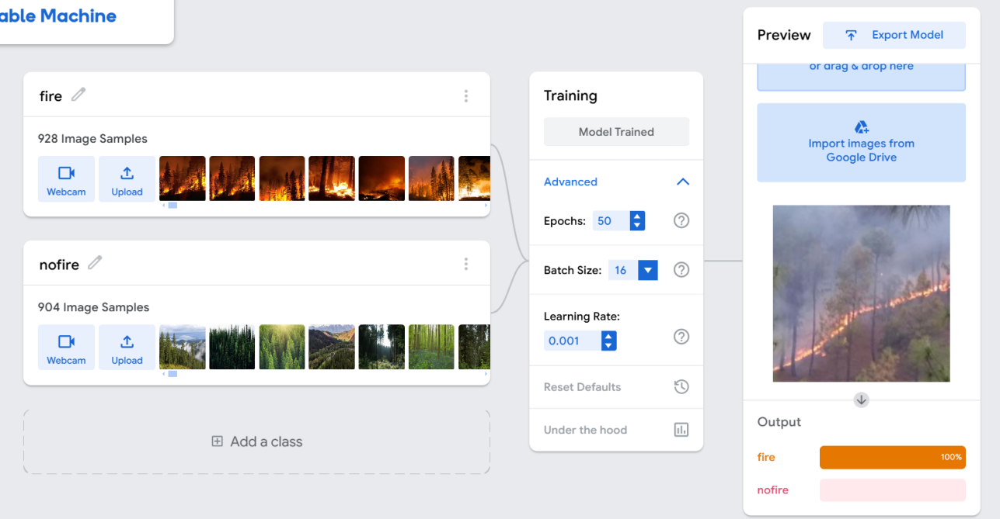 able Machine
fire
928 Image Samples
Webcam
Upload
nofire
904 Image Samples
Webcam
Upload
Add a class
Training
Model Trained
Advanced
Epochs: 50
Batch Size: 16
Learning Rate:
0.001
Reset Defaults
Under the hood
Preview
Export Model
or drag & drop here
Import images from
Google Drive
Output
fire 100%
nofire